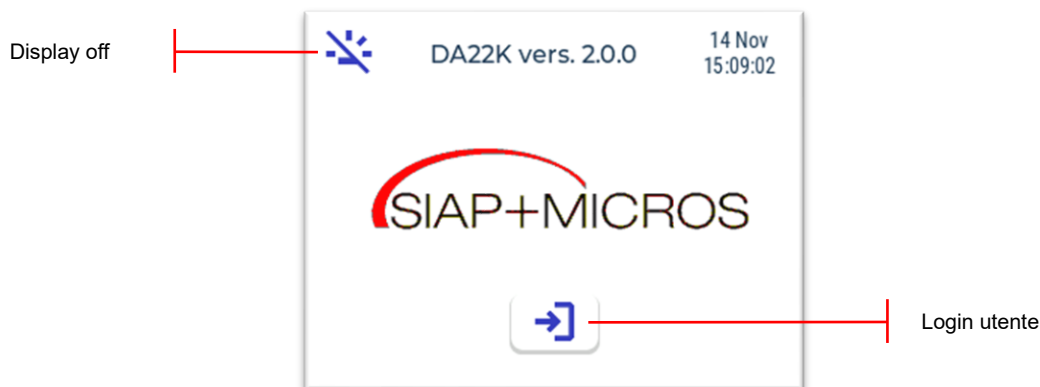 Display off
DA22K vers. 2.0.0
14 Nov
15:09:02
SIAP+MICROS
Login utente